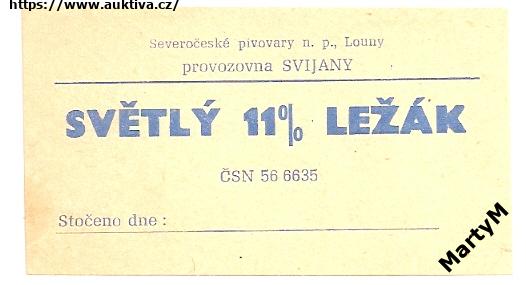 https://www.auktiva.cz/
Severočeské pivovary n. p., Louny
provozovna SVIJANY
SVĚTLÝ 11% LEŽÁK
ČSN 56 6635
Stočeno dne :
MartyM